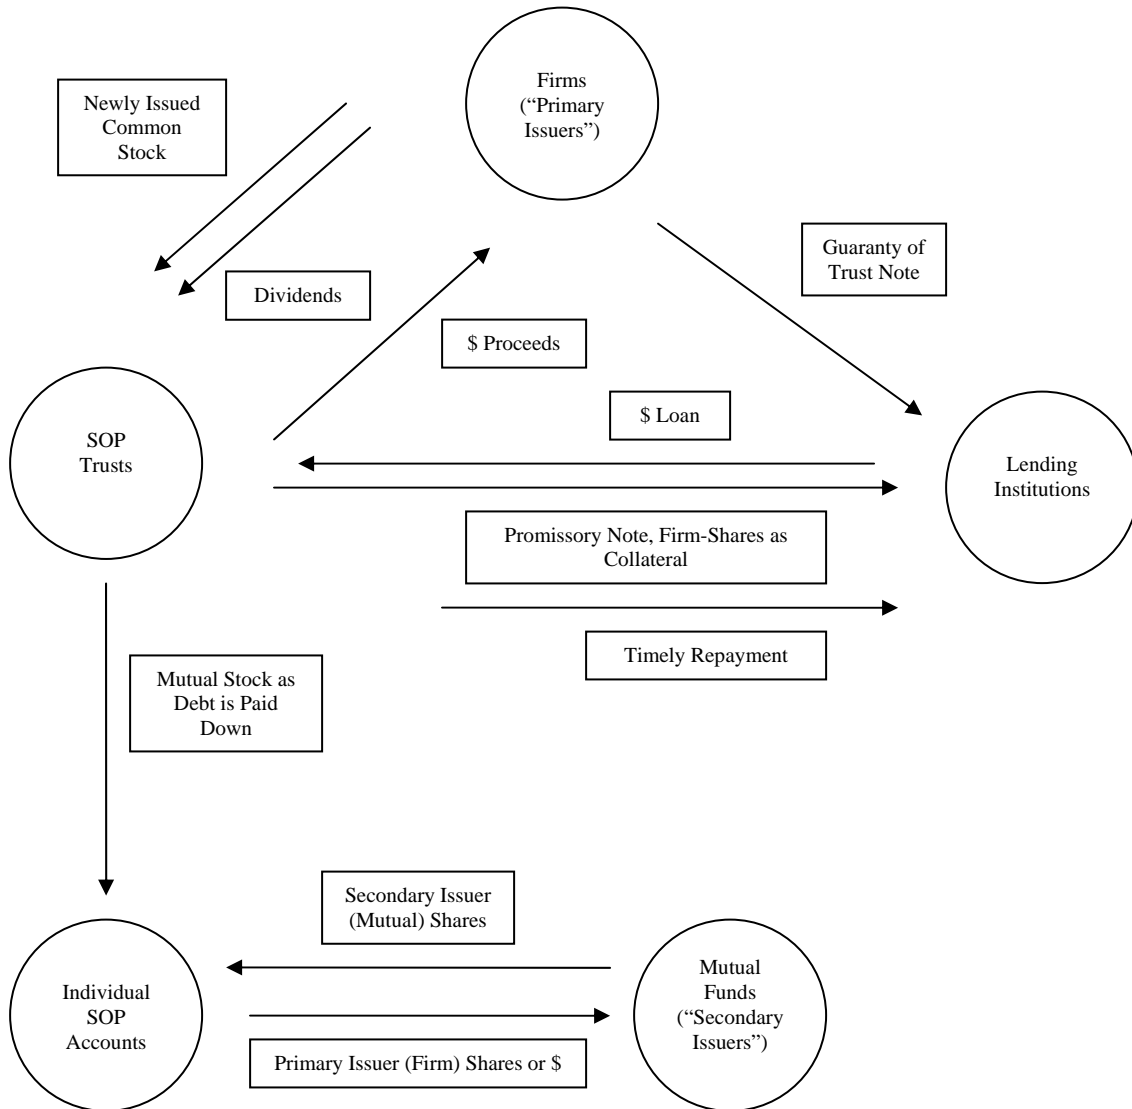 Firms
(“Primary
Issuers”)
Newly Issued
Common
Stock
Guaranty of
Trust Note
Dividends
$ Proceeds
$ Loan
SOP
Trusts
Lending
Institutions
Promissory Note, Firm-Shares as
Collateral
Timely Repayment
Mutual Stock as
Debt is Paid
Down
Secondary Issuer
(Mutual) Shares
Individual
SOP
Accounts
Mutual
Funds
(“Secondary
Issuers”)
Primary Issuer (Firm) Shares or $